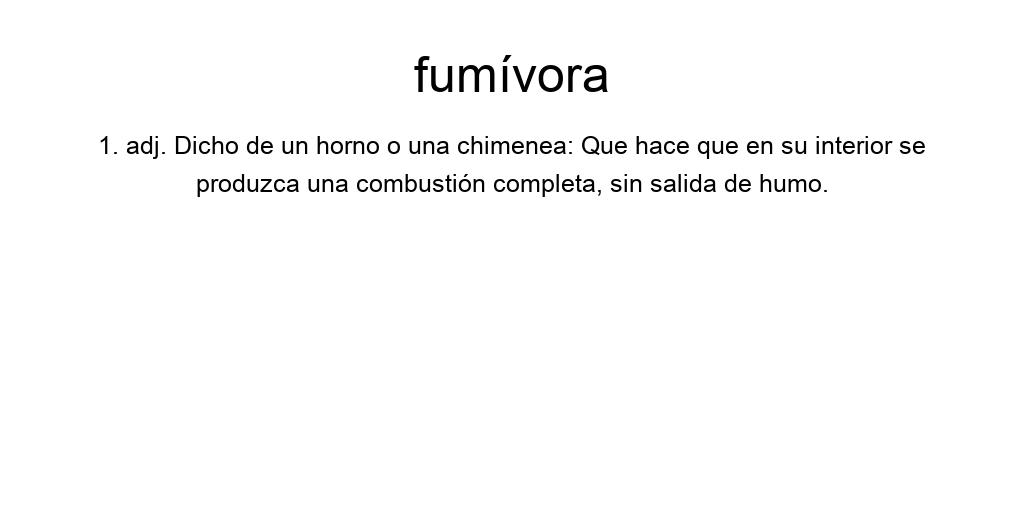 fumívora
1. adj. Dicho de un horno o una chimenea: Que hace que en su interior se
produzca una combustión completa, sin salida de humo.